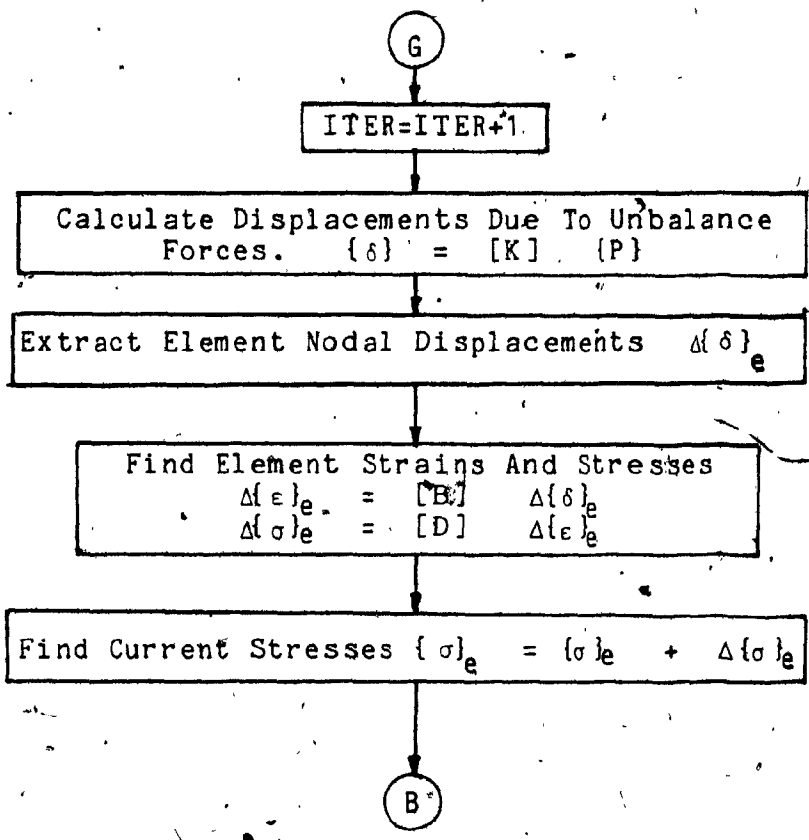 G
ITER=ITER+1
Calculate Displacements Due To Unbalance
Forces. {δ} = [K] {P}
Extract Element Nodal Displacements Δ{δ}e
Find Element Strains And Stresses
Δ{ε}e = [B] Δ{δ}e
Δ{σ}e = [D] Δ{ε}e
Find Current Stresses {σ}e = {σ}e + Δ{σ}e
B